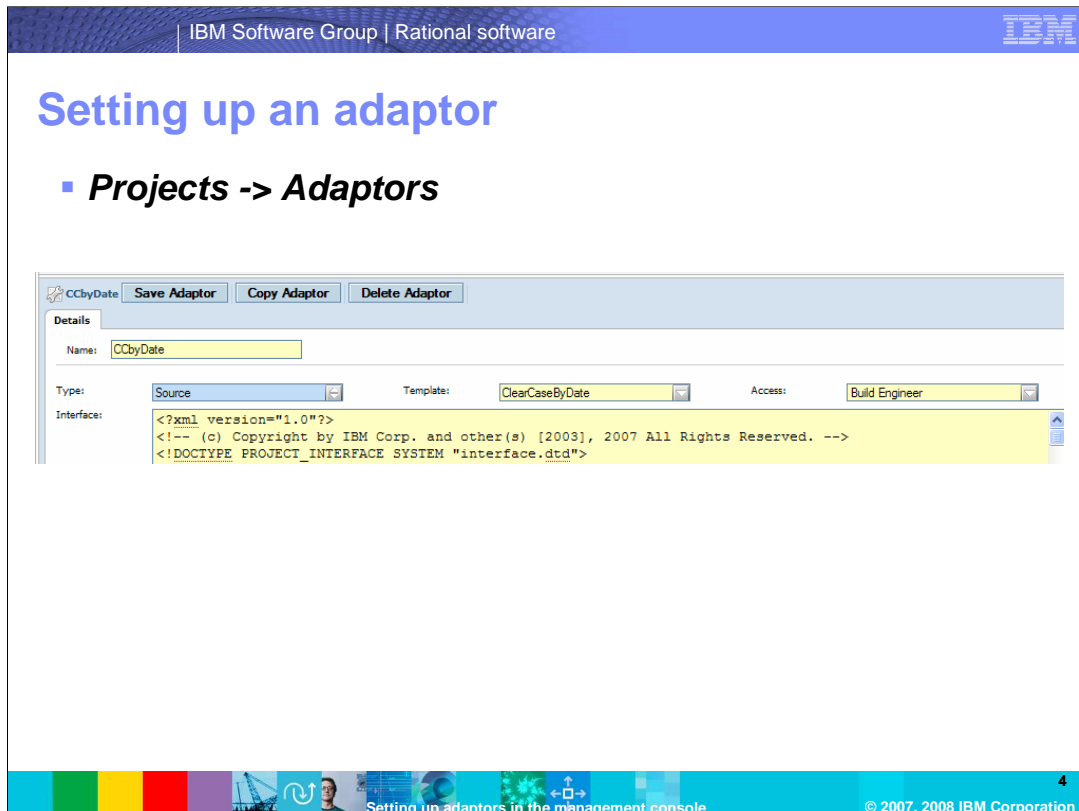 IBM Software Group | Rational software
IBM
Setting up an adaptor
Projects -> Adaptors
CCbyDate Save Adaptor Copy Adaptor Delete Adaptor
Details
Name: CCbyDate
Type: Source Template: ClearCaseByDate Access: Build Engineer
Interface: <?xml version="1.0"?>
<!-- (c) Copyright by IBM Corp. and other(s) [2003], 2007 All Rights Reserved. -->
<!DOCTYPE PROJECT_INTERFACE SYSTEM "interface.dtd">
4
Setting up adaptors in the management console © 2007, 2008 IBM Corporation